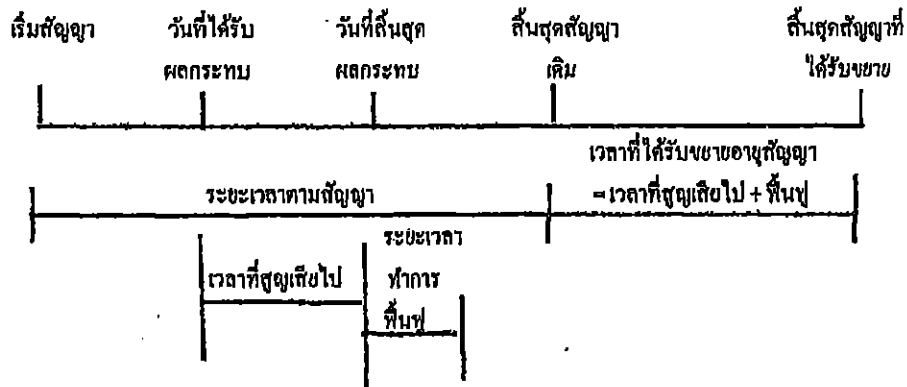 เริ่มสัญญา
วันที่ได้รับ
ผลกระทบ
วันที่สิ้นสุด
ผลกระทบ
สิ้นสุดสัญญา
เดิม
สิ้นสุดสัญญาที่
ได้รับขยาย
เวลาที่ได้รับขยายอายุสัญญา
= เวลาที่สูญเสียไป + ฟื้นฟู
ระยะเวลาตามสัญญา
เวลาที่สูญเสียไป
ระยะเวลา
ทำการ
ฟื้นฟู